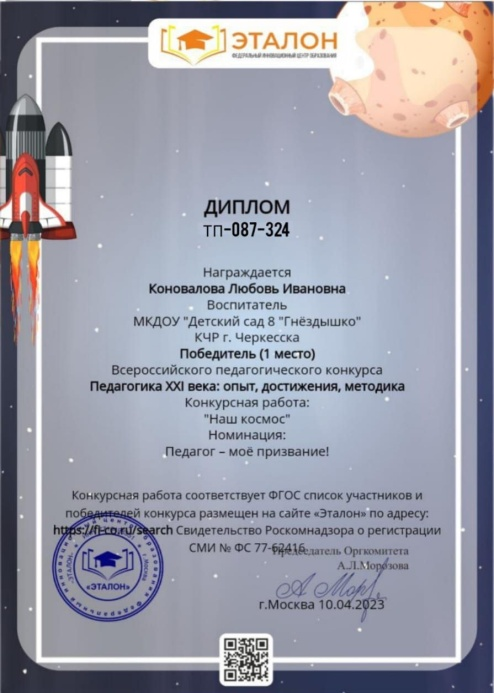 ЭТАЛОН
ФЕДЕРАЛЬНЫЙ ИННОВАЦИОННЫЙ ЦЕНТР ОБРАЗОВАНИЯ
ДИПЛОМ
ТП-087-324
Награждается
Коновалова Любовь Ивановна
Воспитатель
МКДОУ "Детский сад 8 "Гнёздышко"
КЧР г. Черкесска
Победитель (1 место)
Всероссийского педагогического конкурса
Педагогика XXI века: опыт, достижения, методика
Конкурсная работа:
"Наш космос"
Номинация:
Педагог – моё призвание!
Конкурсная работа соответствует ФГОС список участников и
победителей конкурса размещен на сайте «Эталон» по адресу:
https://fi-co.ru/search Свидетельство Роскомнадзора о регистрации
СМИ № ФС 77-62416
Председатель Оргкомитета
А.Л.Морозова
«ЭТАЛОН»
г.Москва 10.04.2023